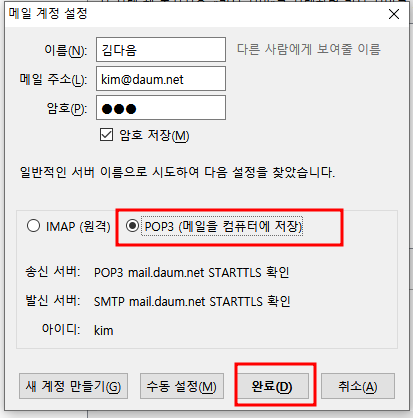 메일 계정 설정
이름(N): 김다음 다른 사람에게 보여줄 이름
메일 주소(L): kim@daum.net
암호(P): ●●●
암호 저장(M)
일반적인 서버 이름으로 시도하여 다음 설정을 찾았습니다.
IMAP (원격) POP3 (메일을 컴퓨터에 저장)
송신 서버: POP3 mail.daum.net STARTTLS 확인
발신 서버: SMTP mail.daum.net STARTTLS 확인
아이디: kim
새 계정 만들기(G) 수동 설정(M) 완료(D) 취소(A)